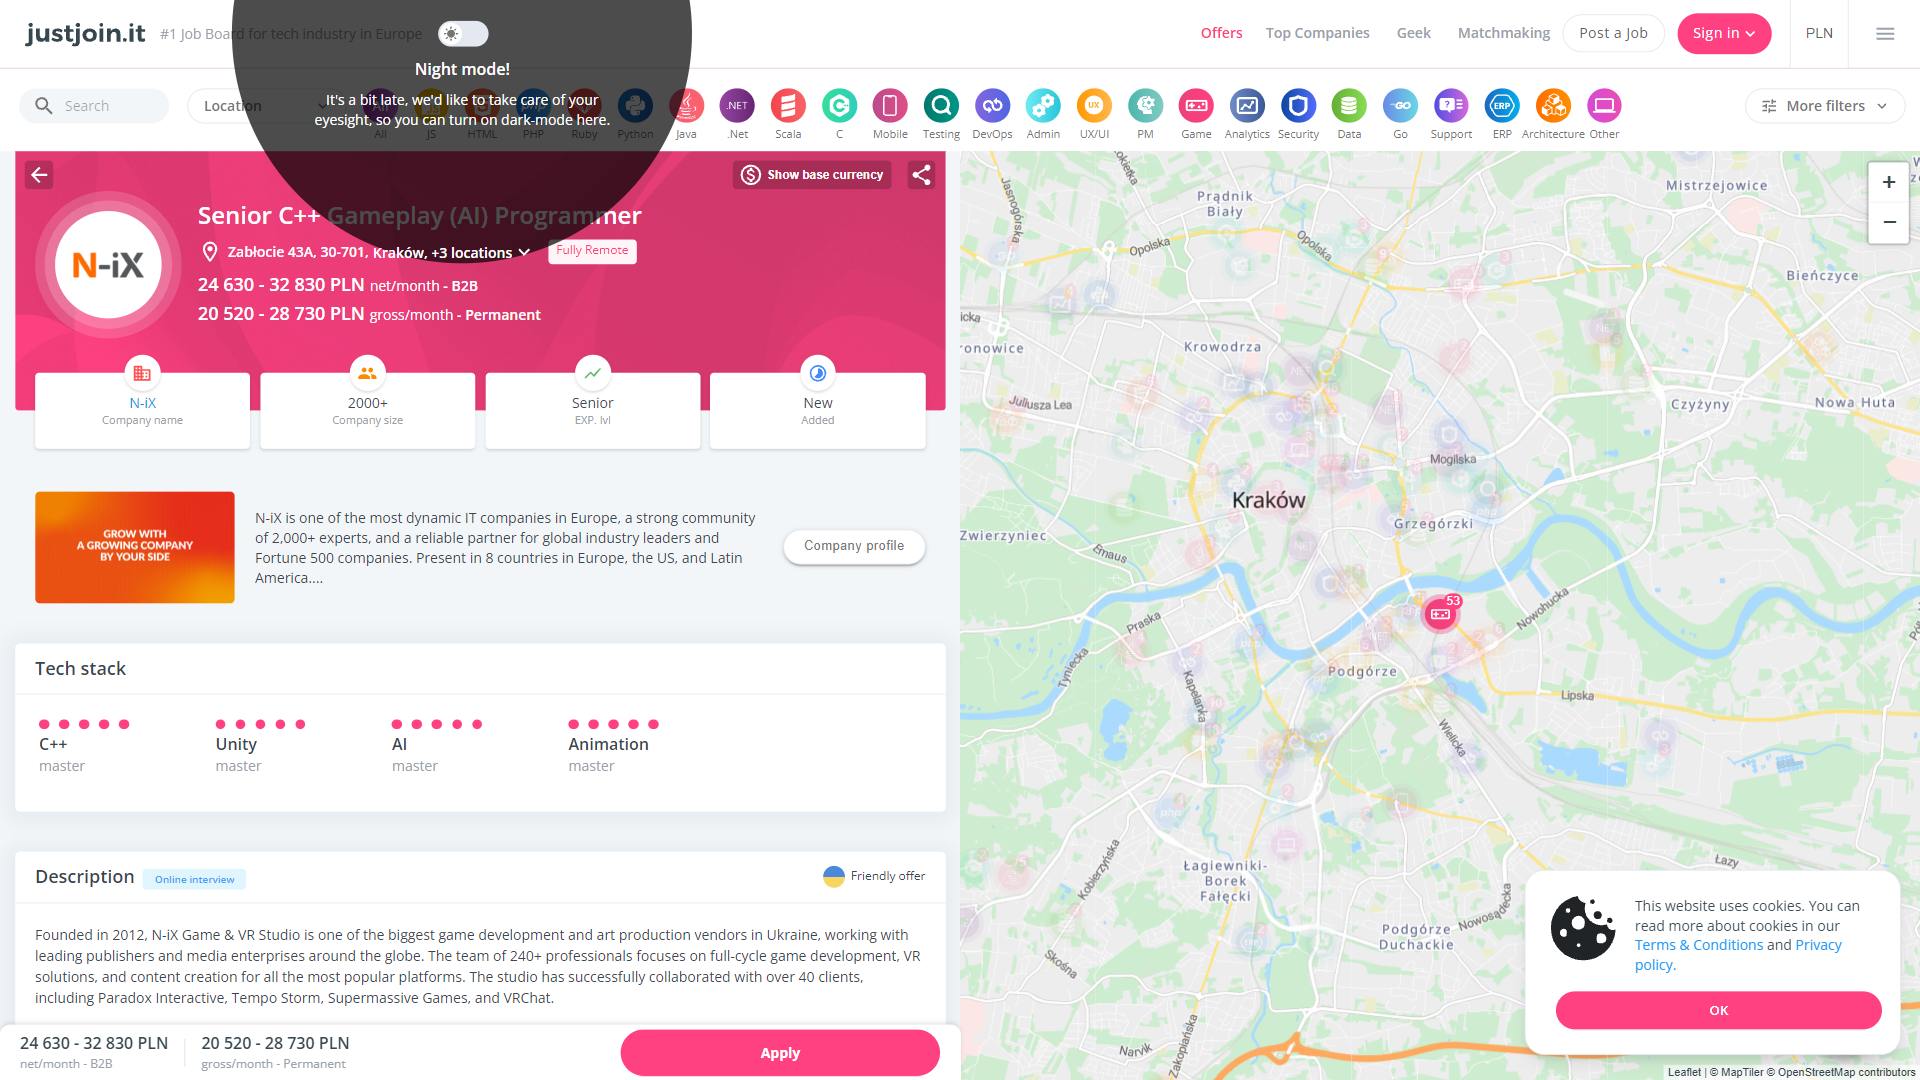 justjoin.it
#1 Job Board for tech industry in Europe
Offers
Top Companies
Geek
Matchmaking
Post a Job
Sign in
PLN
Night mode!
It's a bit late, we'd like to take care of your
eyesight, so you can turn on dark-mode here.
Search
Location
All
JS
HTML
PHP
Ruby
Python
Java
.Net
Scala
C
Mobile
Testing
DevOps
Admin
UX/UI
PM
Game
Analytics
Security
Data
Go
Support
ERP
Architecture
Other
More filters
Show base currency
Senior C++ Gameplay (AI) Programmer
Zabłocie 43A, 30-701, Kraków, +3 locations
Fully Remote
24 630 - 32 830 PLN net/month - B2B
20 520 - 28 730 PLN gross/month - Permanent
N-iX
N-iX
Company name
2000+
Company size
Senior
EXP. lvl
New
Added
GROW WITH
A GROWING COMPANY
BY YOUR SIDE
N-iX is one of the most dynamic IT companies in Europe, a strong community
of 2,000+ experts, and a reliable partner for global industry leaders and
Fortune 500 companies. Present in 8 countries in Europe, the US, and Latin
America....
Company profile
Tech stack
C++
master
Unity
master
AI
master
Animation
master
Description
Online interview
Friendly offer
Founded in 2012, N-iX Game & VR Studio is one of the biggest game development and art production vendors in Ukraine, working with
leading publishers and media enterprises around the globe. The team of 240+ professionals focuses on full-cycle game development, VR
solutions, and content creation for all the most popular platforms. The studio has successfully collaborated with over 40 clients,
including Paradox Interactive, Tempo Storm, Supermassive Games, and VRChat.
24 630 - 32 830 PLN
net/month - B2B
20 520 - 28 730 PLN
gross/month - Permanent
Apply
+
−
Prądnik
Biały
Mistrzejowice
Jasnogórska
Opolska
Opolska
Bieńczyce
Krowodrza
Juliusza Lea
Czyżyny
Nowa Huta
Mogilska
Kraków
Grzegórzki
Zwierzyniec
Emaus
53
Praska
Nowohucka
Tyniecka
Podgórze
Kapelanka
Lipska
Wielicka
Kobierzyńska
Łagiewniki-
Borek
Fałęcki
Łazy
Nowosądecka
Podgórze
Duchackie
Skośna
Narvik
Zakopiańska
This website uses cookies. You can
read more about cookies in our
Terms & Conditions and Privacy
policy.
OK
Leaflet | © MapTiler © OpenStreetMap contributors